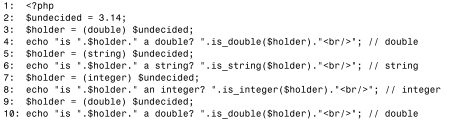 1: <?php
2: $undecided = 3.14;
3: $holder = (double) $undecided;
4: echo "is ".$holder." a double? ".is_double($holder)."<br/>"; // double
5: $holder = (string) $undecided;
6: echo "is ".$holder." a string? ".is_string($holder)."<br/>"; // string
7: $holder = (integer) $undecided;
8: echo "is ".$holder." an integer? ".is_integer($holder)."<br/>"; // integer
9: $holder = (double) $undecided;
10: echo "is ".$holder." a double? ".is_double($holder)."<br/>"; // double